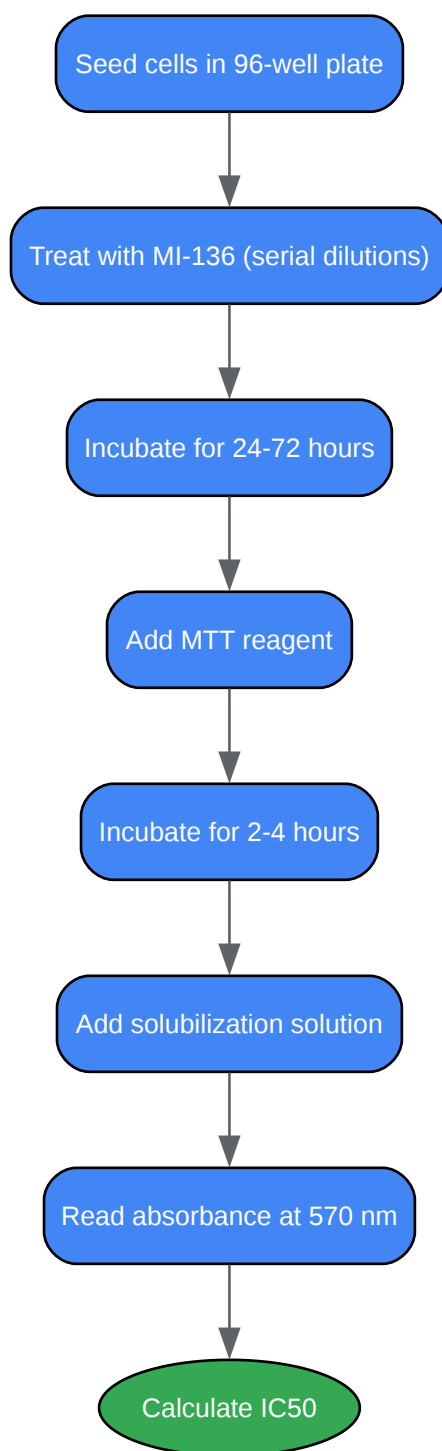 Seed cells in 96-well plate
Treat with MI-136 (serial dilutions)
Incubate for 24-72 hours
Add MTT reagent
Incubate for 2-4 hours
Add solubilization solution
Read absorbance at 570 nm
Calculate IC50